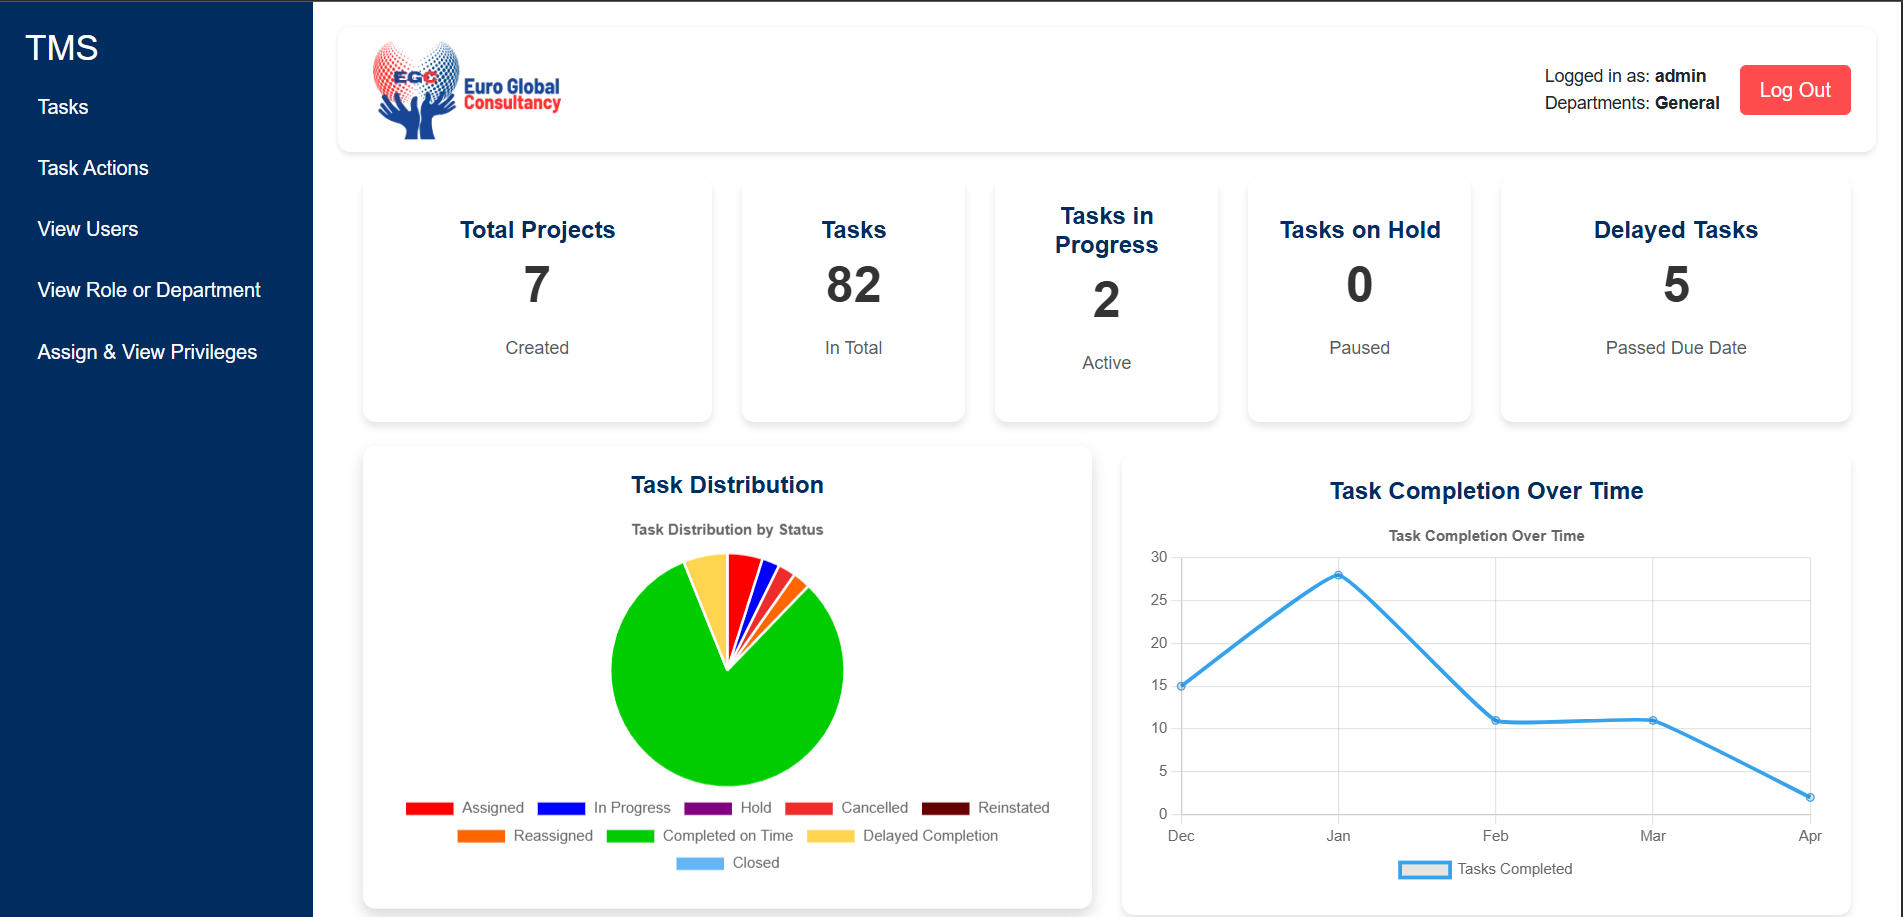 TMS
Tasks
Task Actions
View Users
View Role or Department
Assign & View Privileges
EGC
Euro Global
Consultancy
Logged in as: admin
Departments: General
Log Out
Total Projects
7
Created
Tasks
82
In Total
Tasks in
Progress
2
Active
Tasks on Hold
0
Paused
Delayed Tasks
5
Passed Due Date
Task Distribution
Task Distribution by Status
Assigned In Progress Hold Cancelled Reinstated
Reassigned Completed on Time Delayed Completion
Closed
Task Completion Over Time
Task Completion Over Time
30
25
20
15
10
5
0
Dec Jan Feb Mar Apr
Tasks Completed